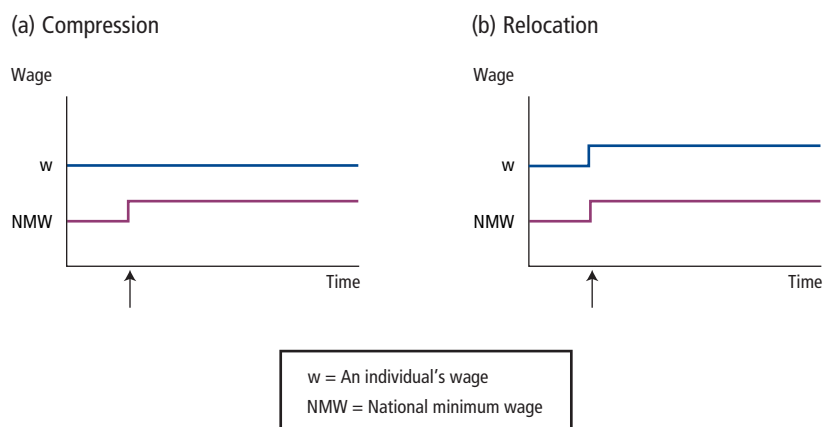 (a) Compression
Wage
w
NMW
Time
(b) Relocation
Wage
w
NMW
Time
w = An individual's wage
NMW = National minimum wage